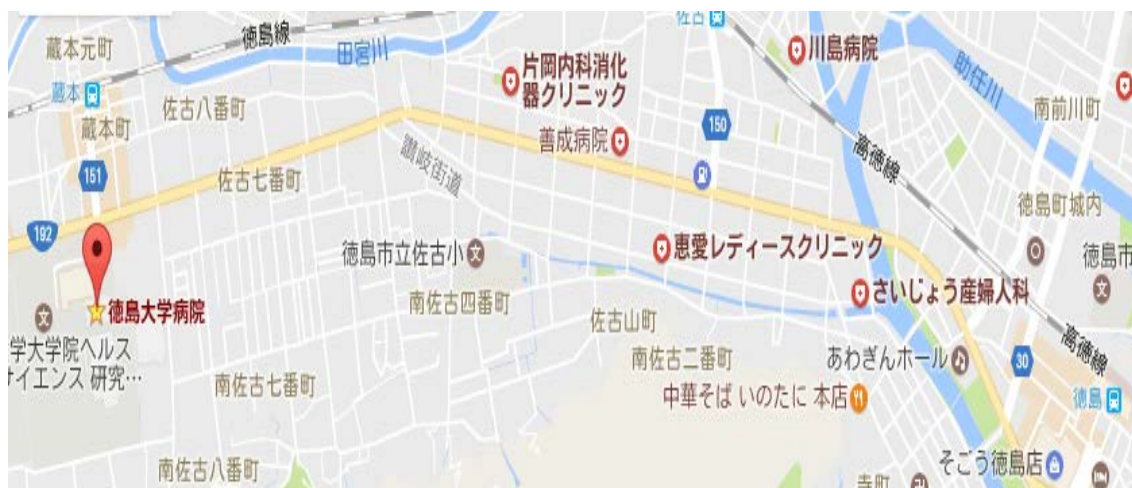 蔵本元町
徳島線
田宮川
佐古
川島病院
助任川
片岡内科消化
器クリニック
南前川町
蔵本
蔵本町
佐古八番町
善成病院
150
高徳線
讃岐街道
151
佐古七番町
徳島町城内
192
徳島市立佐古小
文
恵愛レディースクリニック
徳島市
文
徳島大学病院
南佐古四番町
さいじょう産婦人科
佐古山町
文
学大学院ヘルス
サイエンス 研究…
南佐古七番町
南佐古二番町
あわぎんホール
30
高徳線
中華そば いのたに 本店
徳島
南佐古八番町
そごう徳島店
寺町